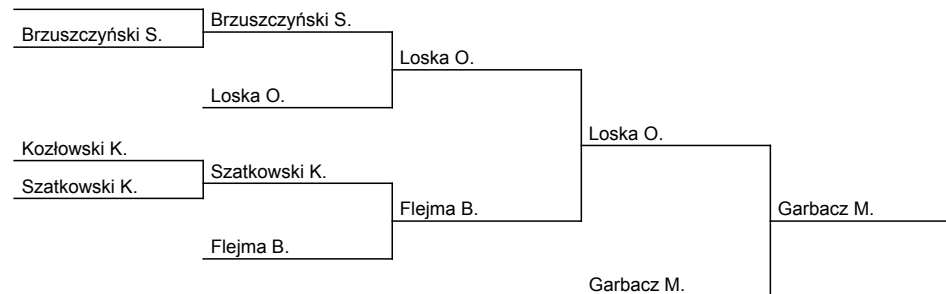 Brzuszczyński S.
Brzuszczyński S.
Loska O.
Loska O.
Loska O.
Kozłowski K.
Szatkowski K.
Szatkowski K.
Flejma B.
Garbacz M.
Flejma B.
Garbacz M.